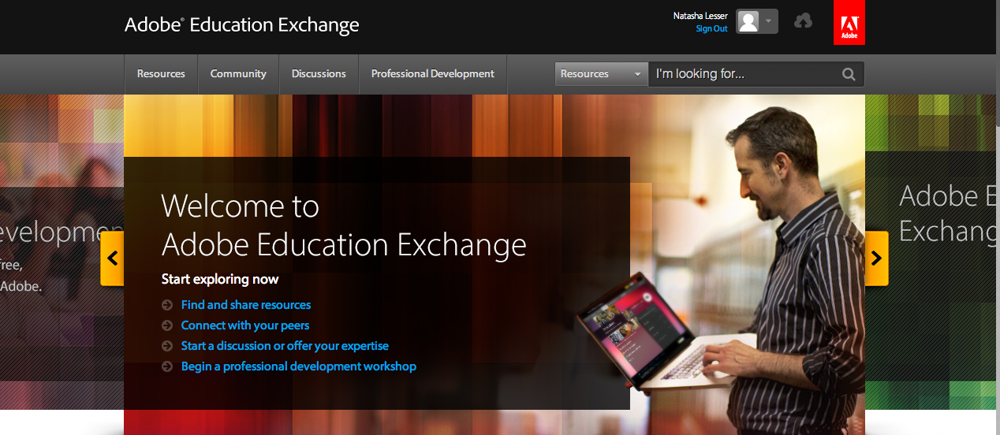 Adobe® Education Exchange
Natasha Lesser
Sign Out
Adobe
Resources
Community
Discussions
Professional Development
Resources
I'm looking for...
Welcome to
Adobe Education Exchange
Start exploring now
Find and share resources
Connect with your peers
Start a discussion or offer your expertise
Begin a professional development workshop
evelopmen
free,
Adobe.
Adobe E
Exchang